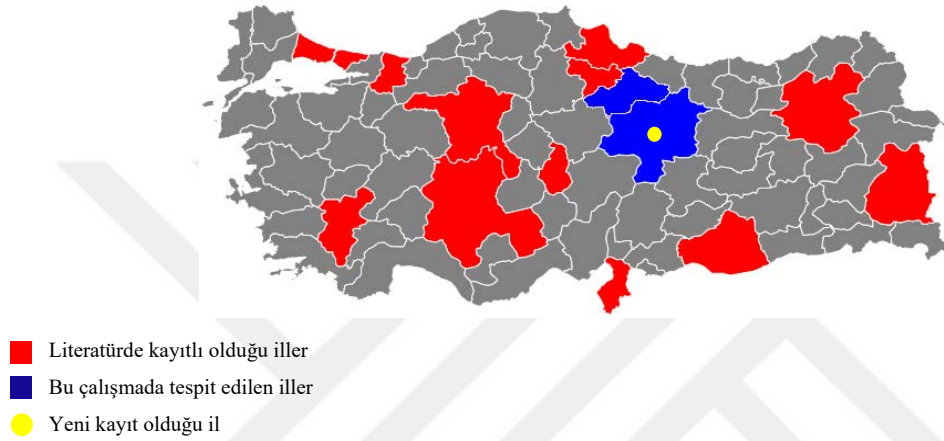 Literatürde kayıtlı olduğu iller
Bu çalışmada tespit edilen iller
Yeni kayıt olduğu il